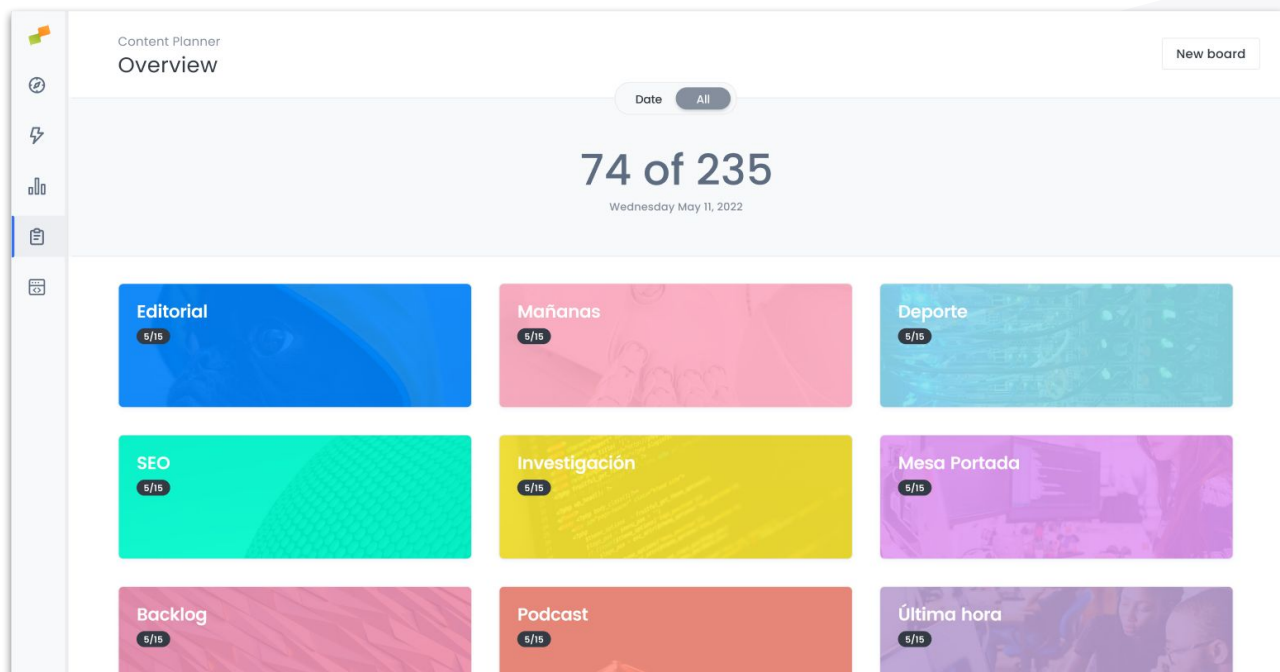 Content Planner
Overview
New board
Date All
74 of 235
Wednesday May 11, 2022
Editorial
5/15
Mañanas
5/15
Deporte
5/15
SEO
5/15
Investigación
5/15
Mesa Portada
5/15
Backlog
5/15
Podcast
5/15
Última hora
5/15